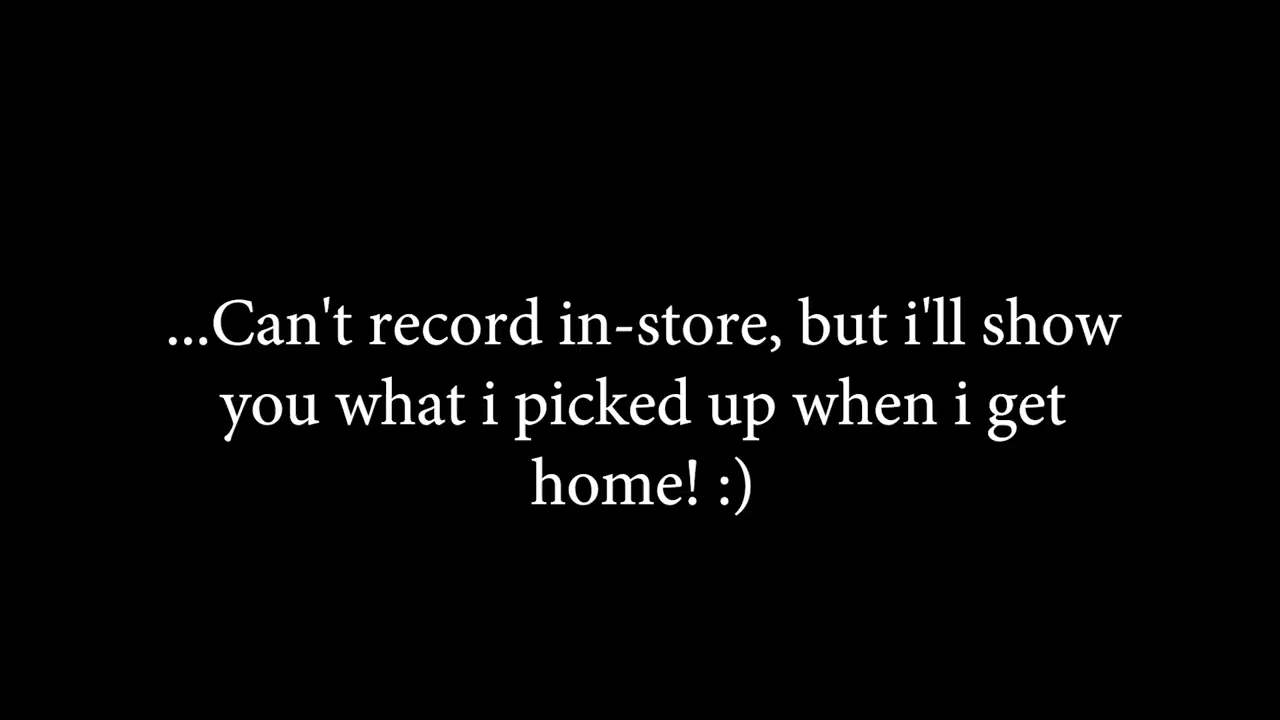 ...Can't record in-store, but i'll show
you what i picked up when i get
home! :)